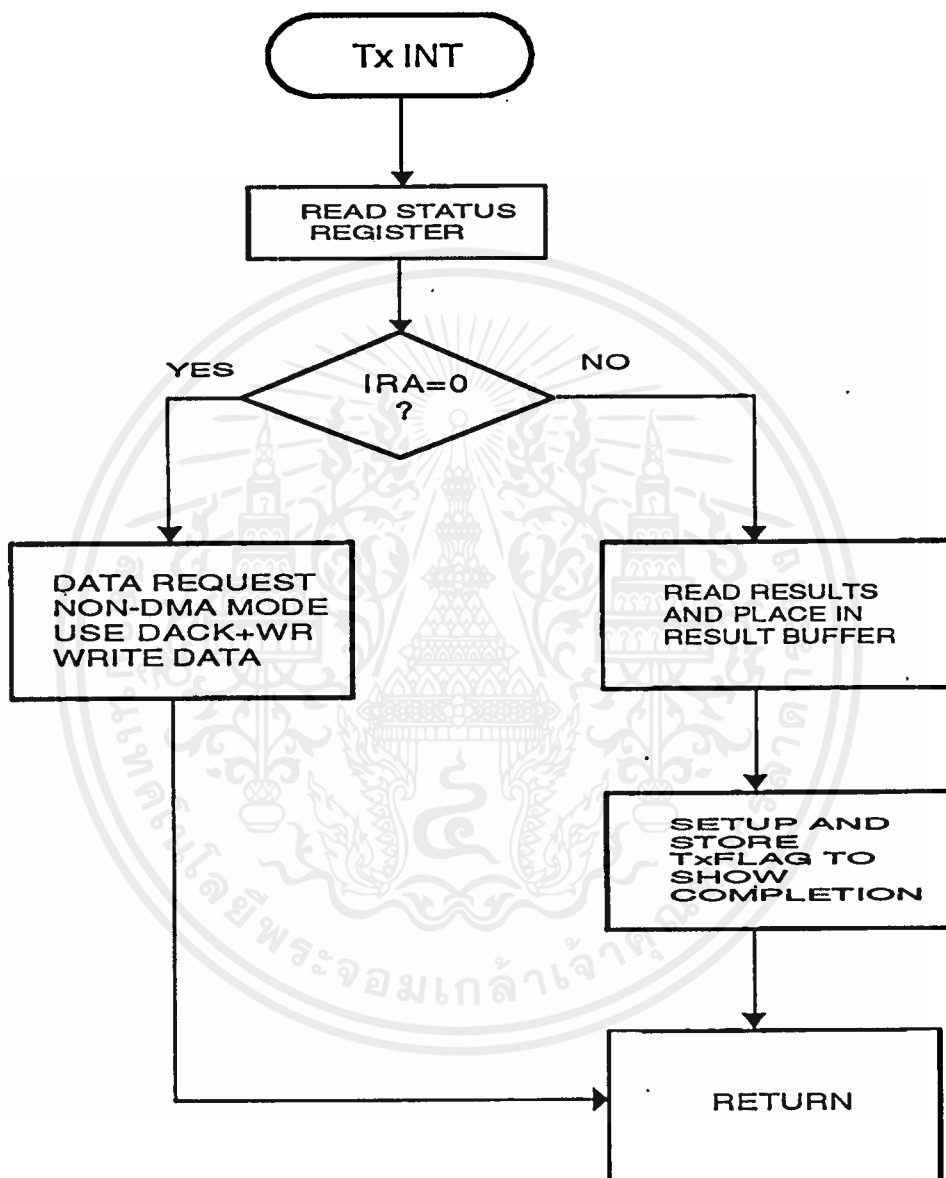 Tx INT
READ STATUS
REGISTER
YES
IRA=0
?
NO
DATA REQUEST
NON-DMA MODE
USE DACK+WR
WRITE DATA
READ RESULTS
AND PLACE IN
RESULT BUFFER
SETUP AND
STORE
TxFLAG TO
SHOW
COMPLETION
RETURN